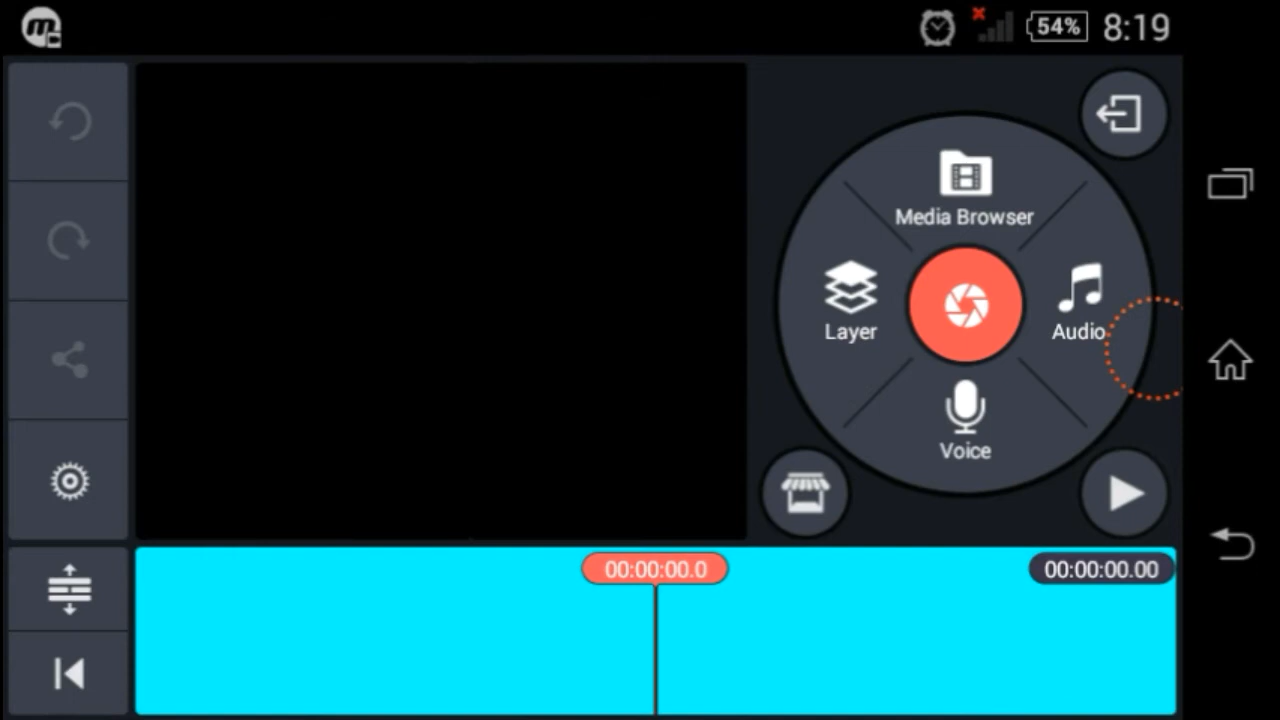 54%
8:19
Media Browser
Layer
Audio
Voice
00:00:00.0
00:00:00.00